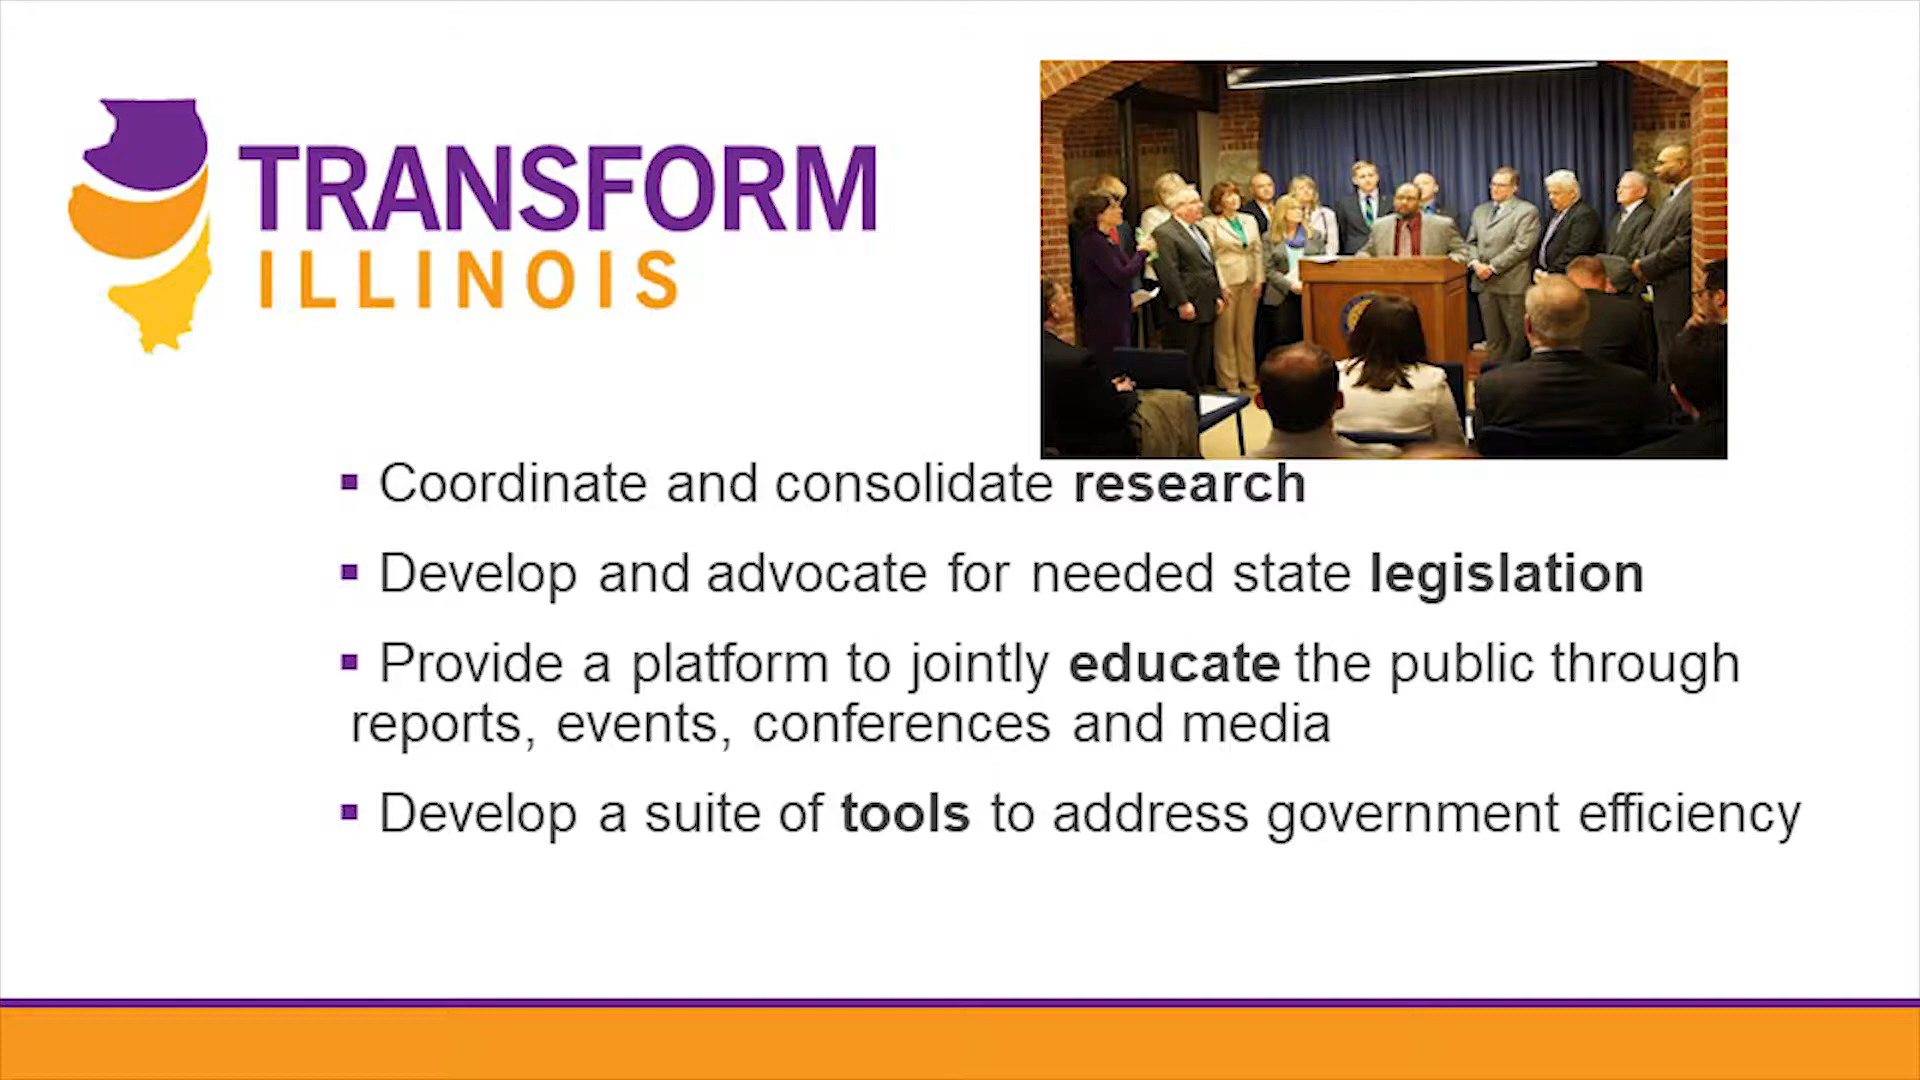 TRANSFORM
ILLINOIS
▪ Coordinate and consolidate research
▪ Develop and advocate for needed state legislation
▪ Provide a platform to jointly educate the public through
reports, events, conferences and media
▪ Develop a suite of tools to address government efficiency